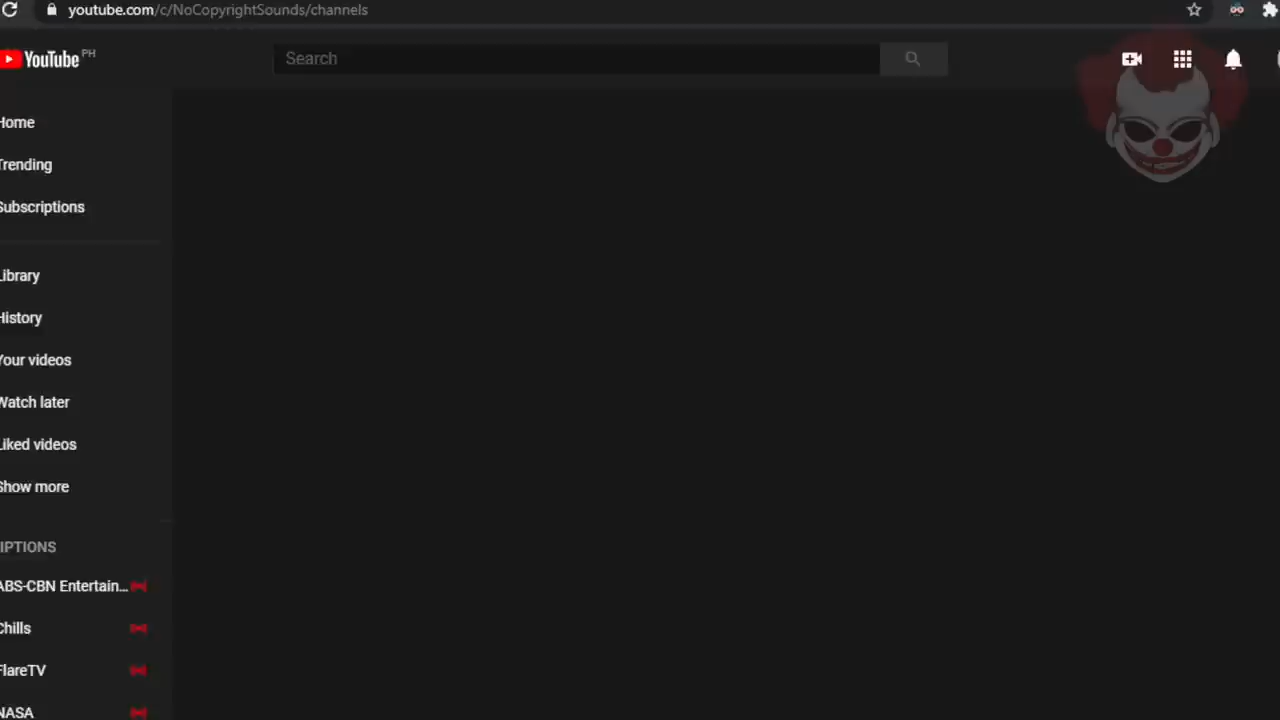 youtube.com/c/NoCopyrightSounds/channels
YouTube PH
Search
Home
Trending
Subscriptions
Library
History
Your videos
Watch later
Liked videos
Show more
IPTIONS
ABS-CBN Entertain...
Chills
FlareTV
NASA